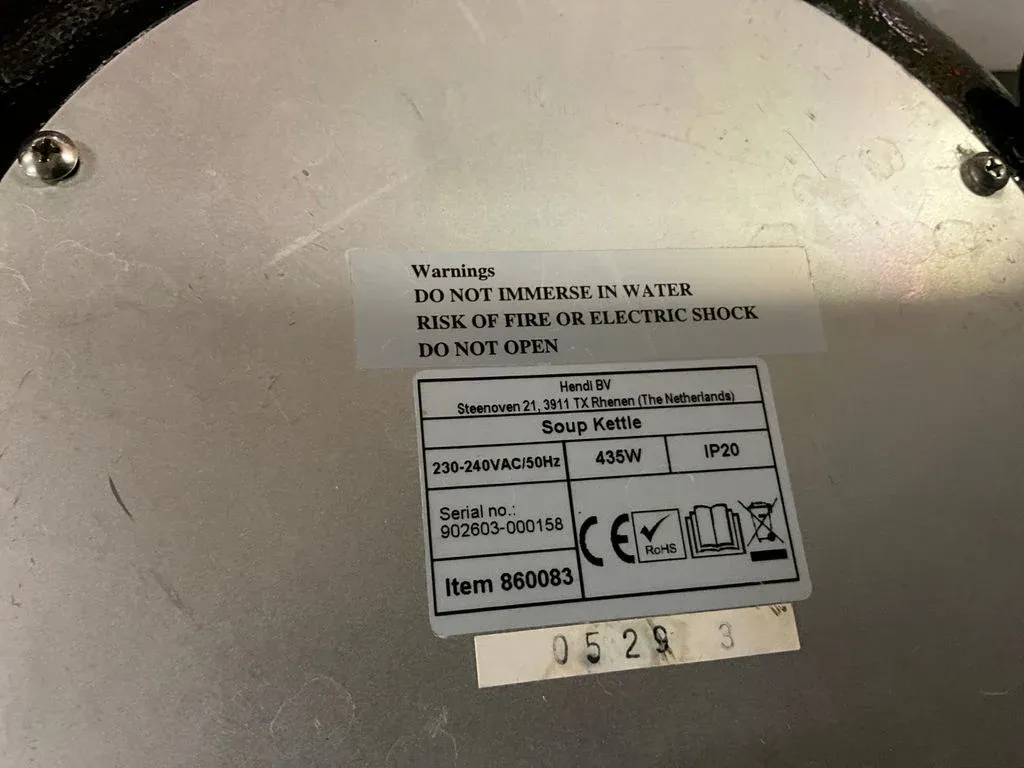 Warnings
DO NOT IMMERSE IN WATER
RISK OF FIRE OR ELECTRIC SHOCK
DO NOT OPEN
Hendi BV
Steenoven 21, 3911 TX Rhenen (The Netherlands)
Soup Kettle
230-240VAC/50Hz
435W
IP20
Serial no.:
902603-000158
CE
RoHS
Item 860083
0529 3